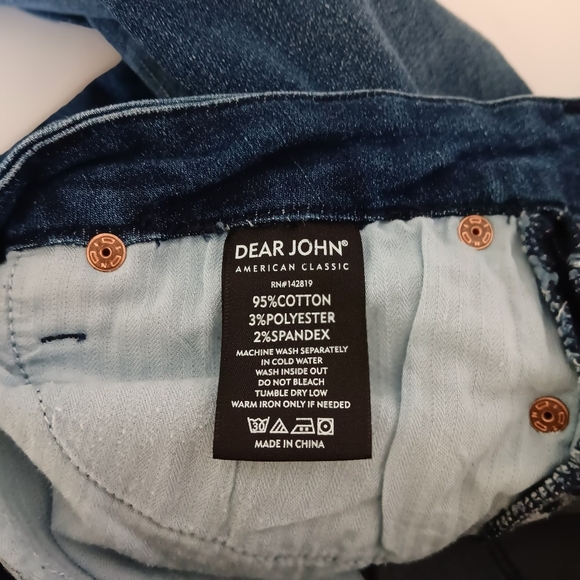 DEAR JOHN®
AMERICAN CLASSIC
RN#142819
95%COTTON
3%POLYESTER
2%SPANDEX
MACHINE WASH SEPARATELY
IN COLD WATER
WASH INSIDE OUT
DO NOT BLEACH
TUMBLE DRY LOW
WARM IRON ONLY IF NEEDED
30
MADE IN CHINA